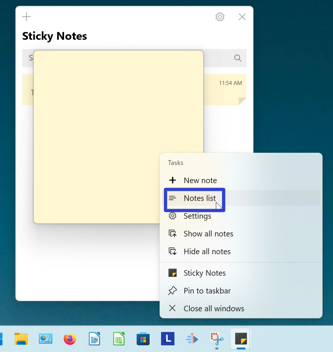 Sticky Notes
S
11:54 AM
T
Tasks
New note
Notes list
Settings
Show all notes
Hide all notes
Sticky Notes
Pin to taskbar
Close all windows
L